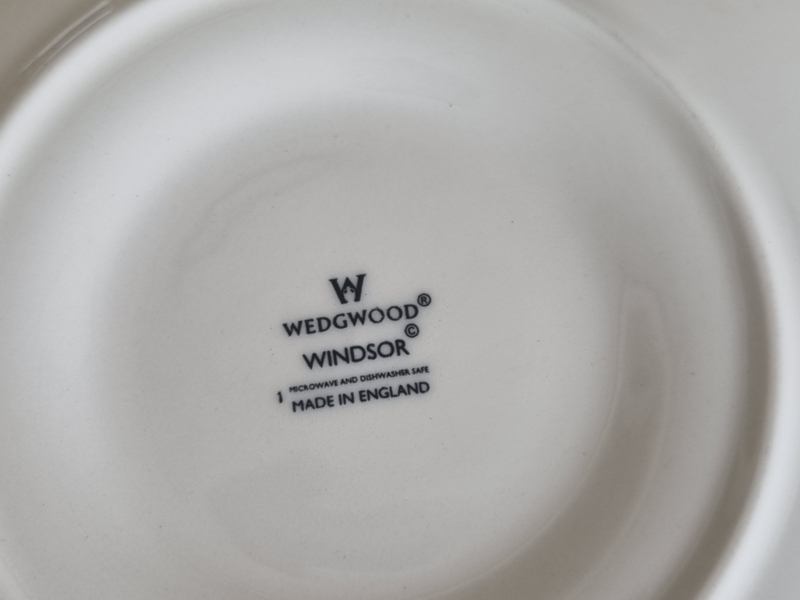 W
WEDGWOOD®
WINDSOR©
MICROWAVE AND DISHWASHER SAFE
1 MADE IN ENGLAND